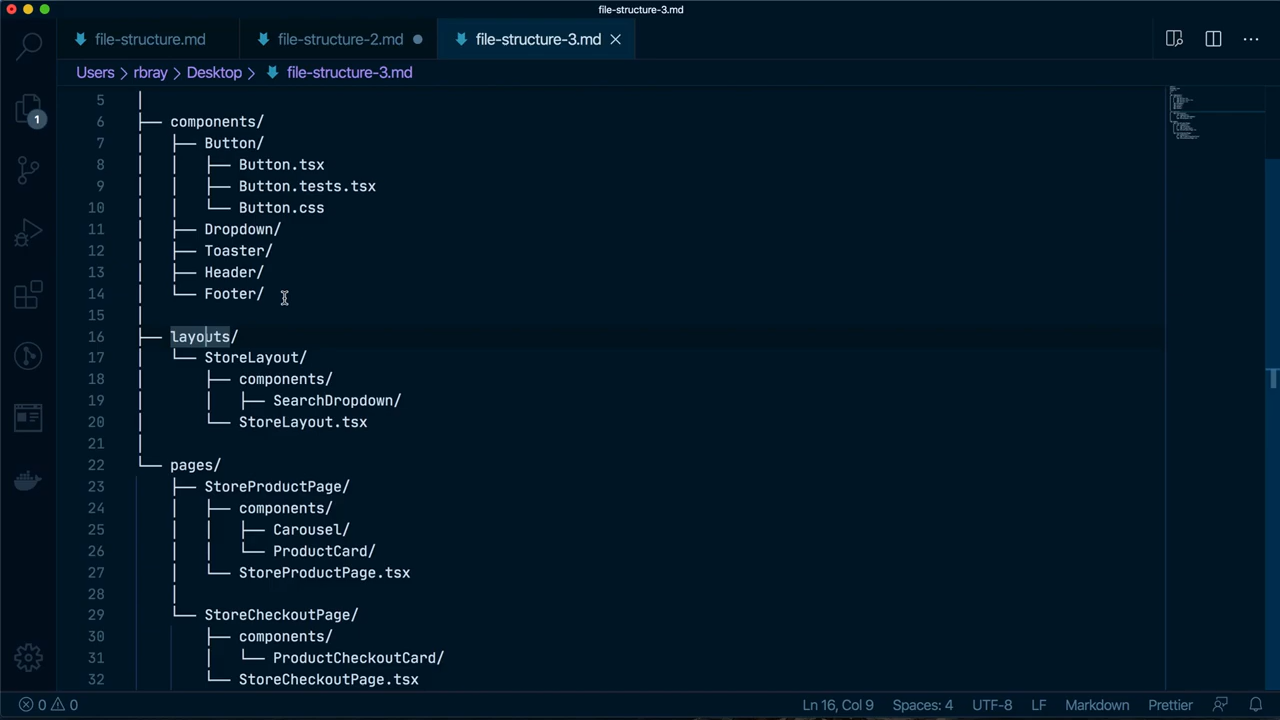 file-structure-3.md
file-structure.md
file-structure-2.md
file-structure-3.md
Users > rbray > Desktop > file-structure-3.md
1
5 │
6 ├── components/
7 │   ├── Button/
8 │   │   ├── Button.tsx
9 │   │   ├── Button.tests.tsx
10 │   │   └── Button.css
11 │   ├── Dropdown/
12 │   ├── Toaster/
13 │   ├── Header/
14 │   └── Footer/
15 │
16 ├── layouts/
17 │   └── StoreLayout/
18 │       ├── components/
19 │       │   ├── SearchDropdown/
20 │       └── StoreLayout.tsx
21 │
22 └── pages/
23     ├── StoreProductPage/
24     │   ├── components/
25     │   │   ├── Carousel/
26     │   │   └── ProductCard/
27     │   └── StoreProductPage.tsx
28     │
29     └── StoreCheckoutPage/
30         ├── components/
31         │   └── ProductCheckoutCard/
32         └── StoreCheckoutPage.tsx
0 0
Ln 16, Col 9
Spaces: 4
UTF-8
LF
Markdown
Prettier